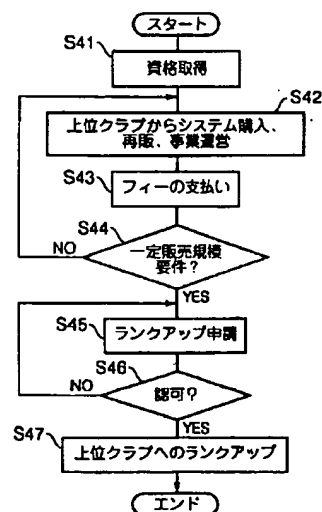 スタート
S41
資格取得
S42
上位クラブからシステム購入、
再販、事業運営
S43
フィーの支払い
S44
一定販売規模
要件？
NO
YES
S45
ランクアップ申請
S46
認可？
NO
YES
S47
上位クラブへのランクアップ
エンド